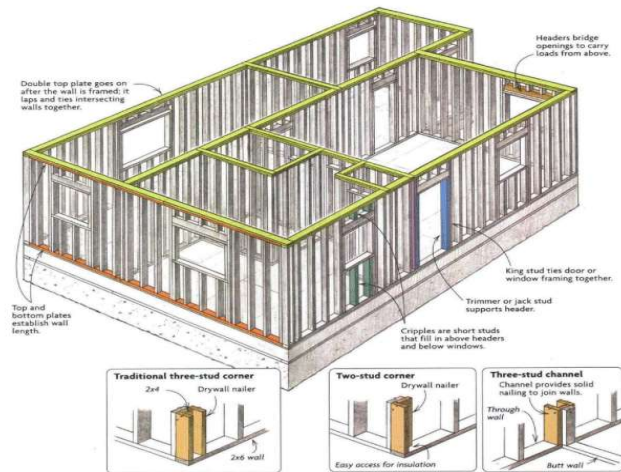 Headers bridge
openings to carry
loads from above.
Double top plate goes on
after the wall is framed; it
laps and ties intersecting
walls together.
King stud ties door or
window framing together.
Trimmer or jack stud
supports header.
Top and
bottom plates
establish wall
length.
Cripples are short studs
that fill in above headers
and below windows.
Traditional three-stud corner
2x4
Drywall nailer
2x6 wall
Two-stud corner
Drywall nailer
Easy access for insulation
Three-stud channel
Channel provides solid
nailing to join walls.
Through
wall
Butt wall